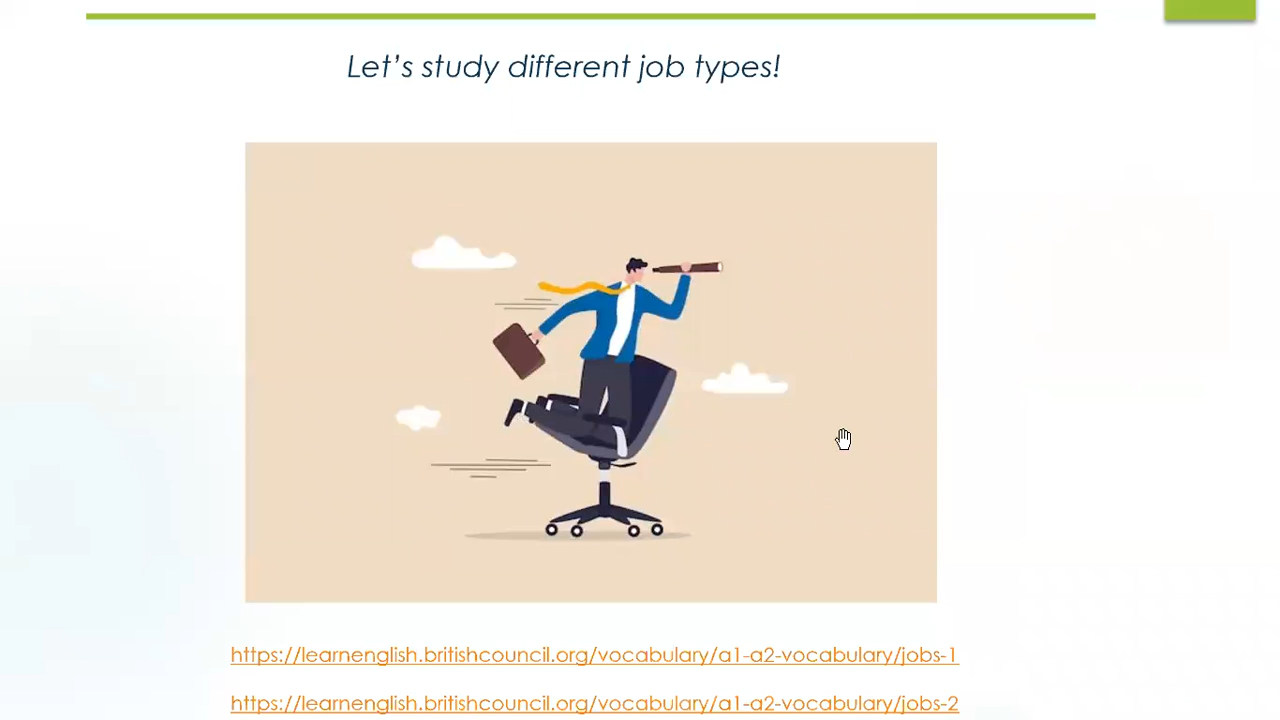 Let’s study different job types!
https://learnenglish.britishcouncil.org/vocabulary/a1-a2-vocabulary/jobs-1
https://learnenglish.britishcouncil.org/vocabulary/a1-a2-vocabulary/jobs-2